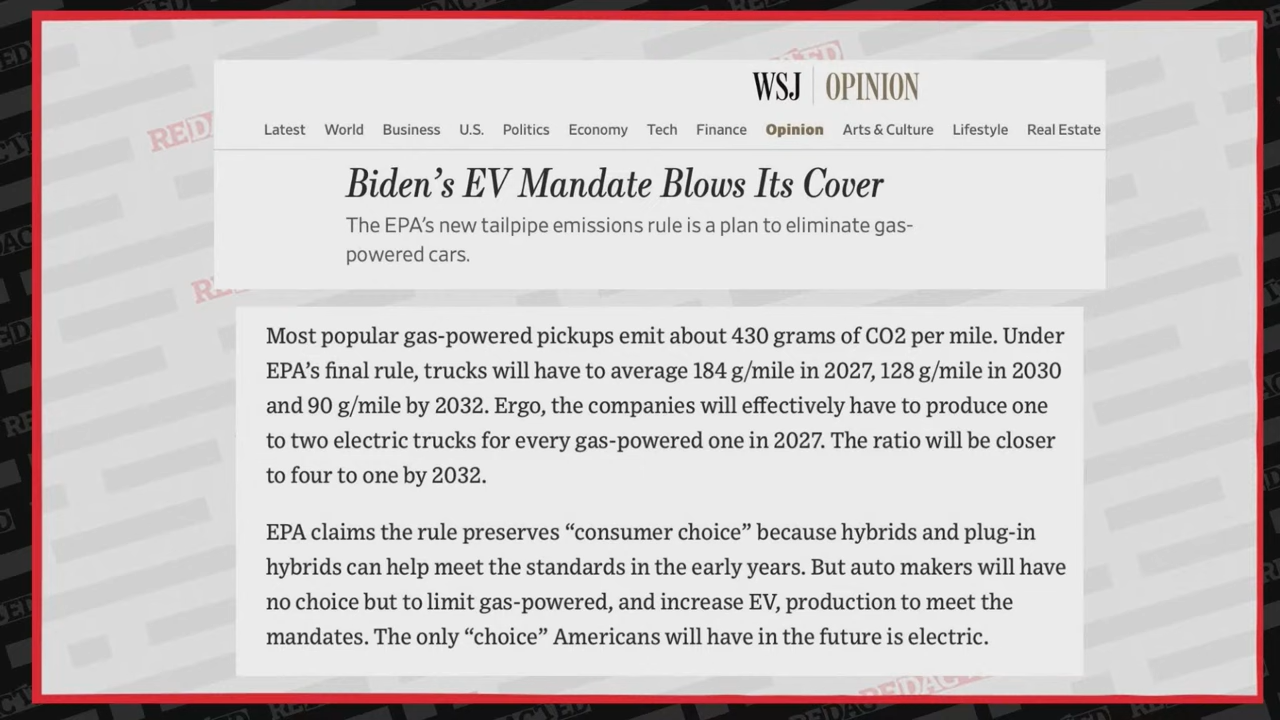 WSJ OPINION
Latest World Business U.S. Politics Economy Tech Finance Opinion Arts & Culture Lifestyle Real Estate
Biden’s EV Mandate Blows Its Cover
The EPA’s new tailpipe emissions rule is a plan to eliminate gas-
powered cars.
Most popular gas-powered pickups emit about 430 grams of CO2 per mile. Under
EPA’s final rule, trucks will have to average 184 g/mile in 2027, 128 g/mile in 2030
and 90 g/mile by 2032. Ergo, the companies will effectively have to produce one
to two electric trucks for every gas-powered one in 2027. The ratio will be closer
to four to one by 2032.
EPA claims the rule preserves “consumer choice” because hybrids and plug-in
hybrids can help meet the standards in the early years. But auto makers will have
no choice but to limit gas-powered, and increase EV, production to meet the
mandates. The only “choice” Americans will have in the future is electric.
REDACTED